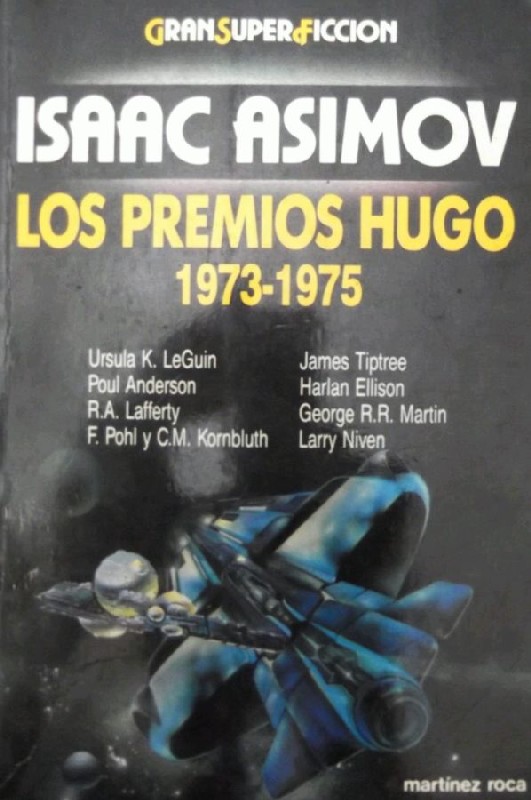 GRANSUPERFICCION
ISAAC ASIMOV
LOS PREMIOS HUGO
1973-1975
Ursula K. LeGuin
Poul Anderson
R.A. Lafferty
F. Pohl y C.M. Kornbluth
James Tiptree
Harlan Ellison
George R.R. Martin
Larry Niven
martínez roca